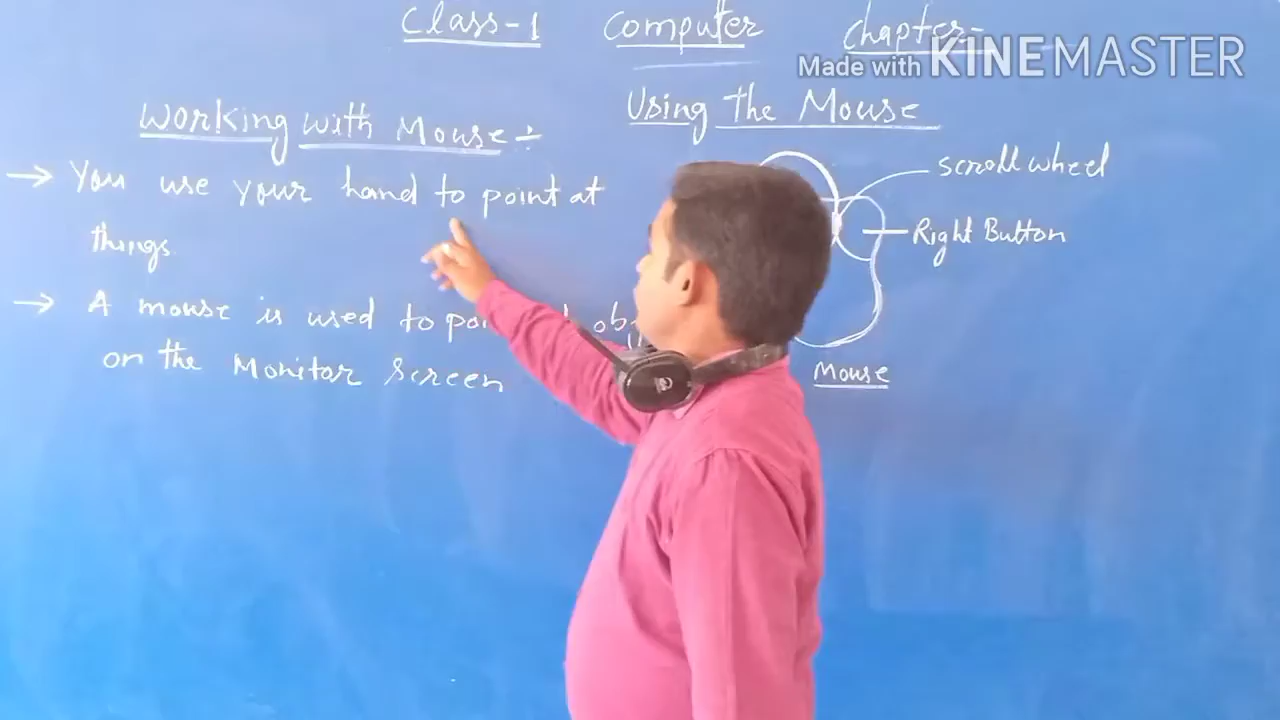 Class-1 Computer Chapter-
Made with KINEMASTER
Using the Mouse
Working with Mouse:-
→ You use your hand to point at
things.
→ A mouse is used to
on the Monitor Screen
scroll wheel
Right Button
Mouse